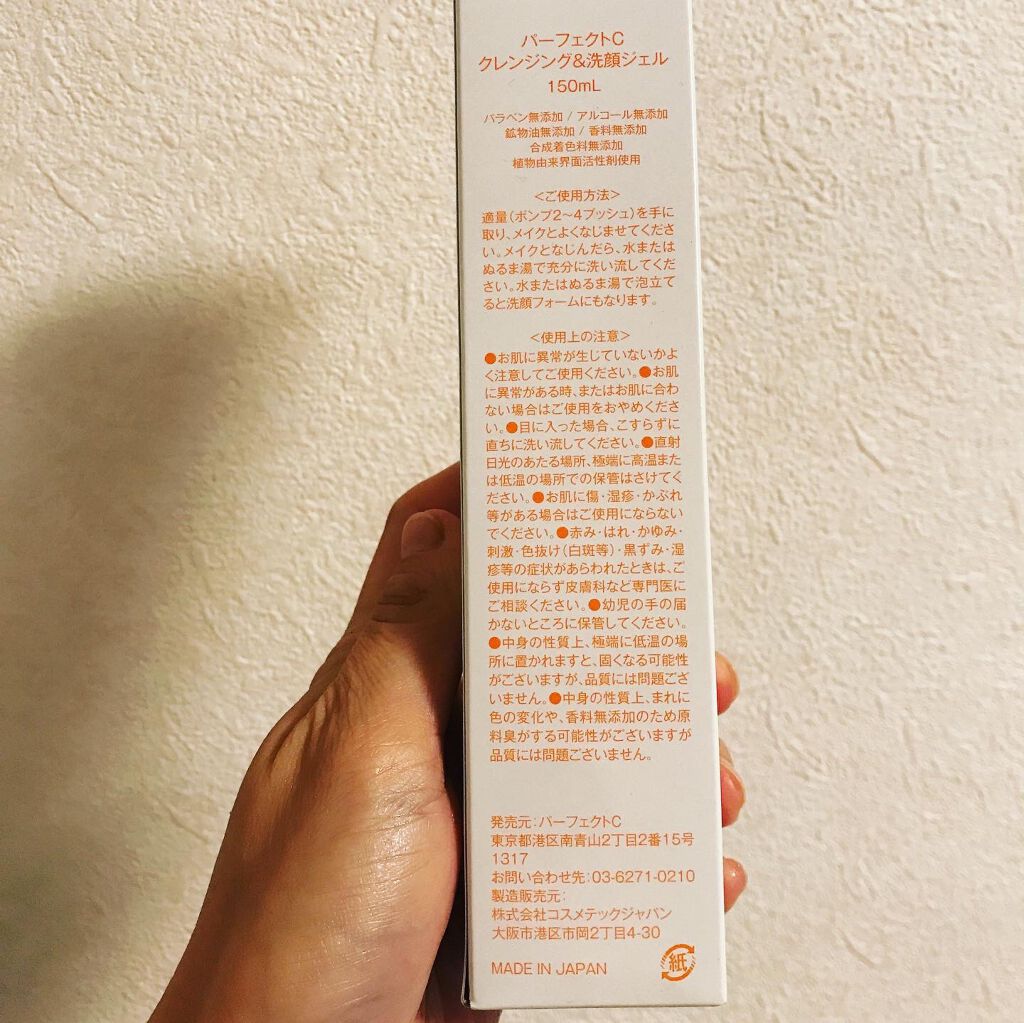 パーフェクトC
クレンジング&洗顔ジェル
150mL
パラベン無添加 / アルコール無添加
鉱物油無添加 / 香料無添加
合成着色料無添加
植物由来界面活性剤使用
＜ご使用方法＞
適量(ポンプ2〜4プッシュ)を手に
取り、メイクとよくなじませてくださ
い。メイクとなじんだら、水または
ぬるま湯で充分に洗い流してくだ
さい。水またはぬるま湯で泡立て
ると洗顔フォームにもなります。
＜使用上の注意＞
●お肌に異常が生じていないかよ
く注意してご使用ください。●お肌
に異常がある時、またはお肌に合わ
ない場合はご使用をおやめくださ
い。●目に入った場合、こすらずに
直ちに洗い流してください。●直射
日光のあたる場所、極端に高温また
は低温の場所での保管はさけてく
ださい。●お肌に傷・湿疹・かぶれ
等がある場合はご使用にならない
でください。●赤み・はれ・かゆみ・
刺激・色抜け(白斑等)・黒ずみ・湿
疹等の症状があらわれたときは、ご
使用にならず皮膚科など専門医に
ご相談ください。●幼児の手の届
かないところに保管してください。
●中身の性質上、極端に低温の場
所に置かれますと、固くなる可能性
がございますが、品質には問題ござ
いません。●中身の性質上、まれに
色の変化や、香料無添加のため原
料臭がする可能性がございますが
品質には問題ございません。
発売元：パーフェクトC
東京都港区南青山2丁目2番15号
1317
お問い合わせ先：03-6271-0210
製造販売元：
株式会社コスメテックジャパン
大阪市港区市岡2丁目4-30
MADE IN JAPAN
紙